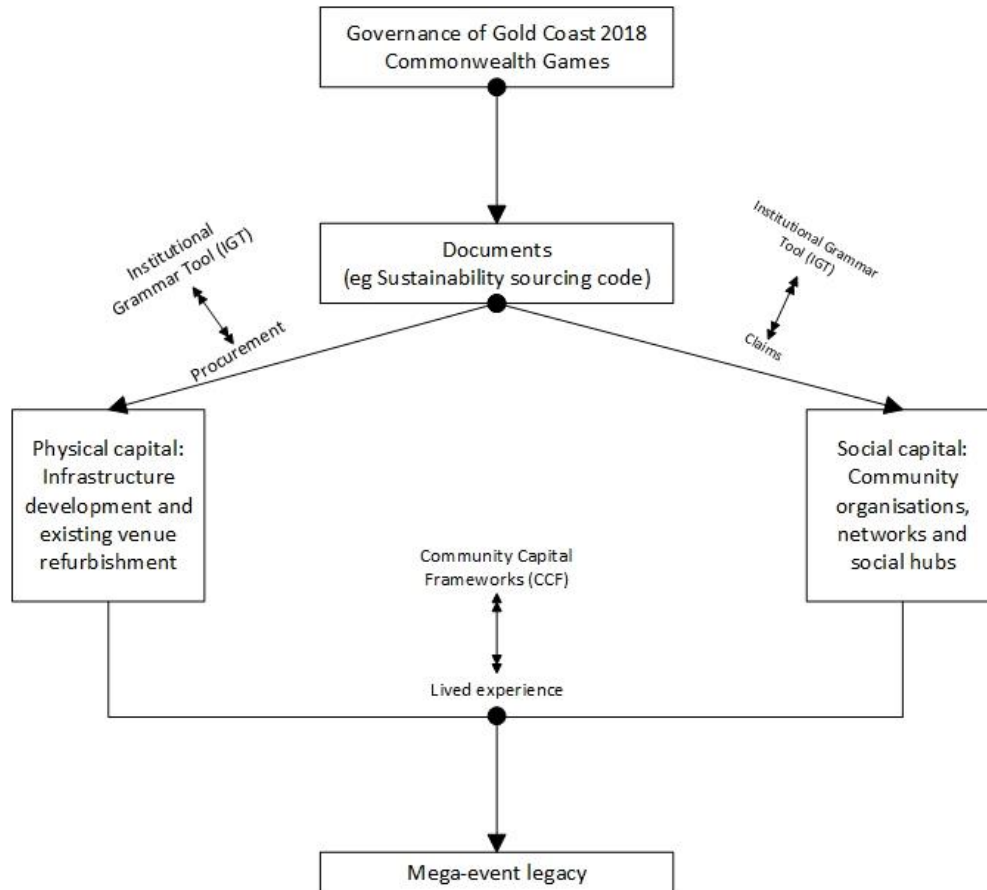 Governance of Gold Coast 2018
Commonwealth Games
Documents
(eg Sustainability sourcing code)
Institutional
Grammar Tool (IGT)
Procurement
Institutional Grammar
Tool (IGT)
Claims
Physical capital:
Infrastructure
development and
existing venue
refurbishment
Social capital:
Community
organisations,
networks and
social hubs
Community Capital
Frameworks (CCF)
Lived experience
Mega-event legacy